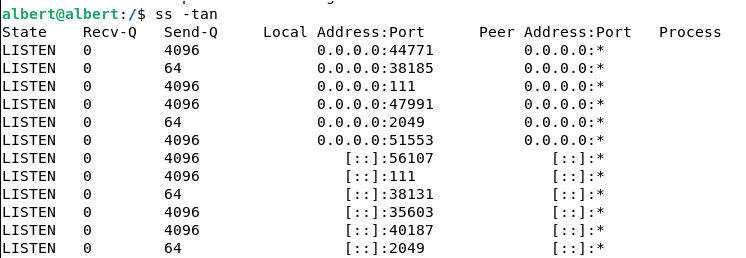 albert@albert:/$ ss -tan
State   Recv-Q   Send-Q     Local Address:Port      Peer Address:Port   Process
LISTEN   0        4096             0.0.0.0:44771          0.0.0.0:*
LISTEN   0        64               0.0.0.0:38185          0.0.0.0:*
LISTEN   0        4096             0.0.0.0:111            0.0.0.0:*
LISTEN   0        4096             0.0.0.0:47991          0.0.0.0:*
LISTEN   0        64               0.0.0.0:2049           0.0.0.0:*
LISTEN   0        4096             0.0.0.0:51553          0.0.0.0:*
LISTEN   0        4096                [::]:56107             [::]:*
LISTEN   0        4096                [::]:111               [::]:*
LISTEN   0        64                  [::]:38131             [::]:*
LISTEN   0        4096                [::]:35603             [::]:*
LISTEN   0        4096                [::]:40187             [::]:*
LISTEN   0        64                  [::]:2049              [::]:*